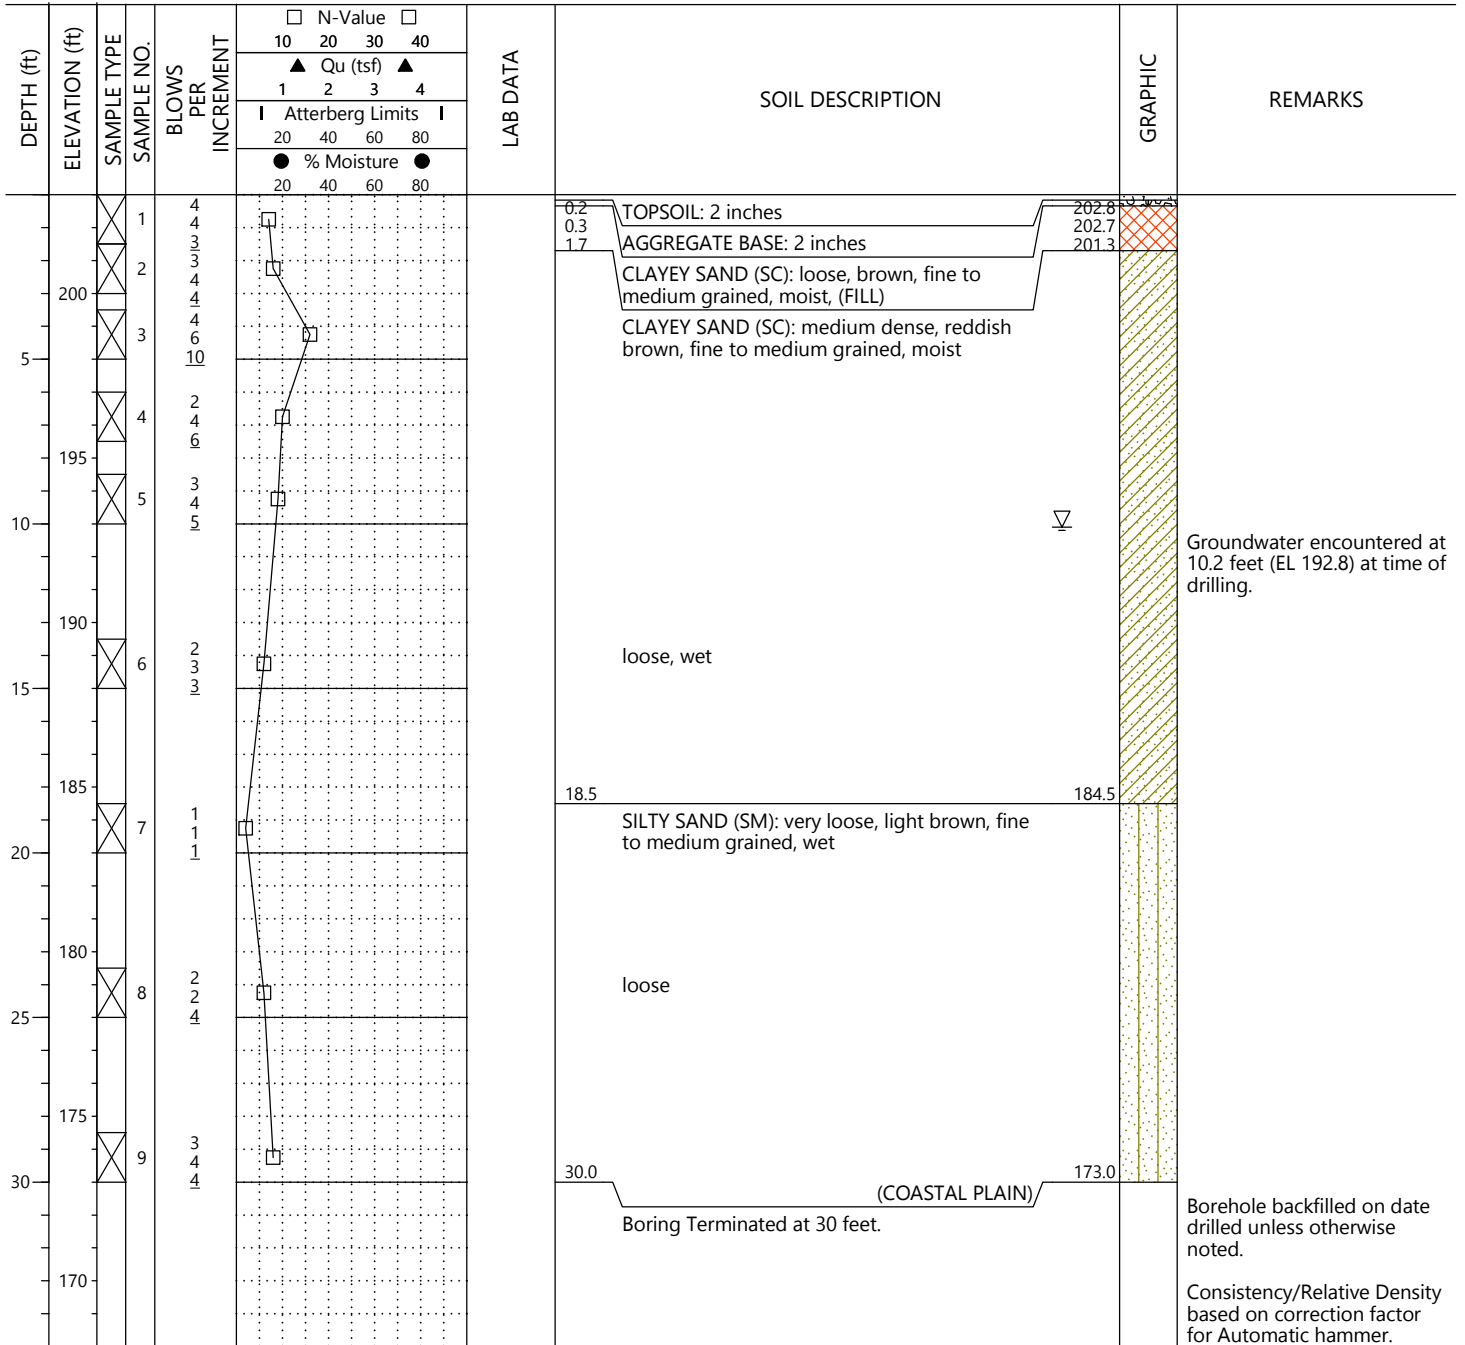 DEPTH (ft)
ELEVATION (ft)
SAMPLE TYPE
SAMPLE NO.
BLOWS
PER
INCREMENT
N-Value
10 20 30 40
Qu (tsf)
1 2 3 4
Atterberg Limits
20 40 60 80
% Moisture
20 40 60 80
LAB DATA
SOIL DESCRIPTION
GRAPHIC
REMARKS
1
4
4
3
0.2
TOPSOIL: 2 inches
202.8
0.3
202.7
AGGREGATE BASE: 2 inches
1.7
201.3
2
3
4
4
CLAYEY SAND (SC): loose, brown, fine to
medium grained, moist, (FILL)
200
3
4
6
10
CLAYEY SAND (SC): medium dense, reddish
brown, fine to medium grained, moist
5
4
2
4
6
195
5
3
4
5
10
Groundwater encountered at
10.2 feet (EL 192.8) at time of
drilling.
190
6
2
3
3
loose, wet
15
185
18.5
184.5
7
1
1
1
SILTY SAND (SM): very loose, light brown, fine
to medium grained, wet
20
180
8
2
2
4
loose
25
175
9
3
4
4
30.0
173.0
30
(COASTAL PLAIN)
Boring Terminated at 30 feet.
Borehole backfilled on date
drilled unless otherwise
noted.
170
Consistency/Relative Density
based on correction factor
for Automatic hammer.